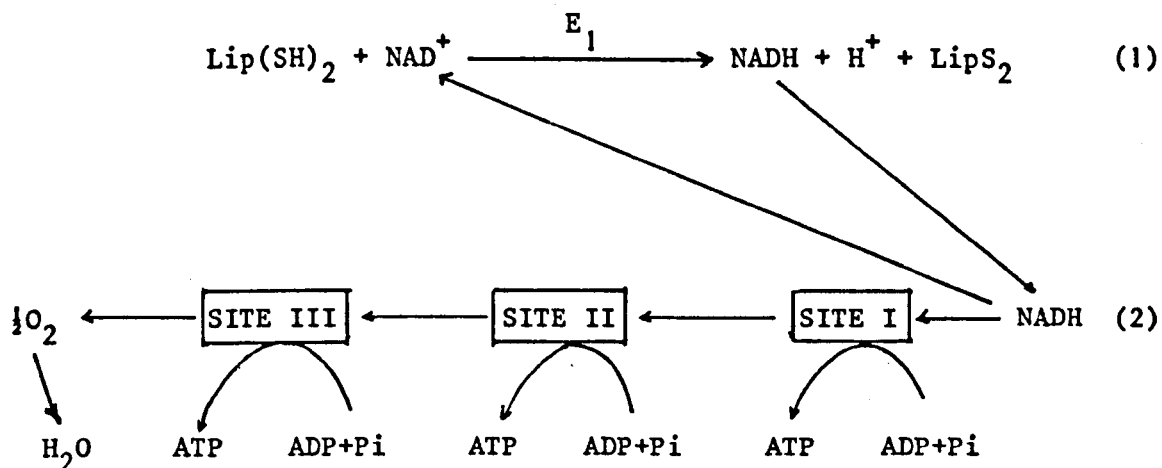 E₁
Lip(SH)₂ + NAD⁺ NADH + H⁺ + LipS₂ (1)
½O₂ SITE III SITE II SITE I NADH (2)
H₂O ATP ADP+Pi ATP ADP+Pi ATP ADP+Pi